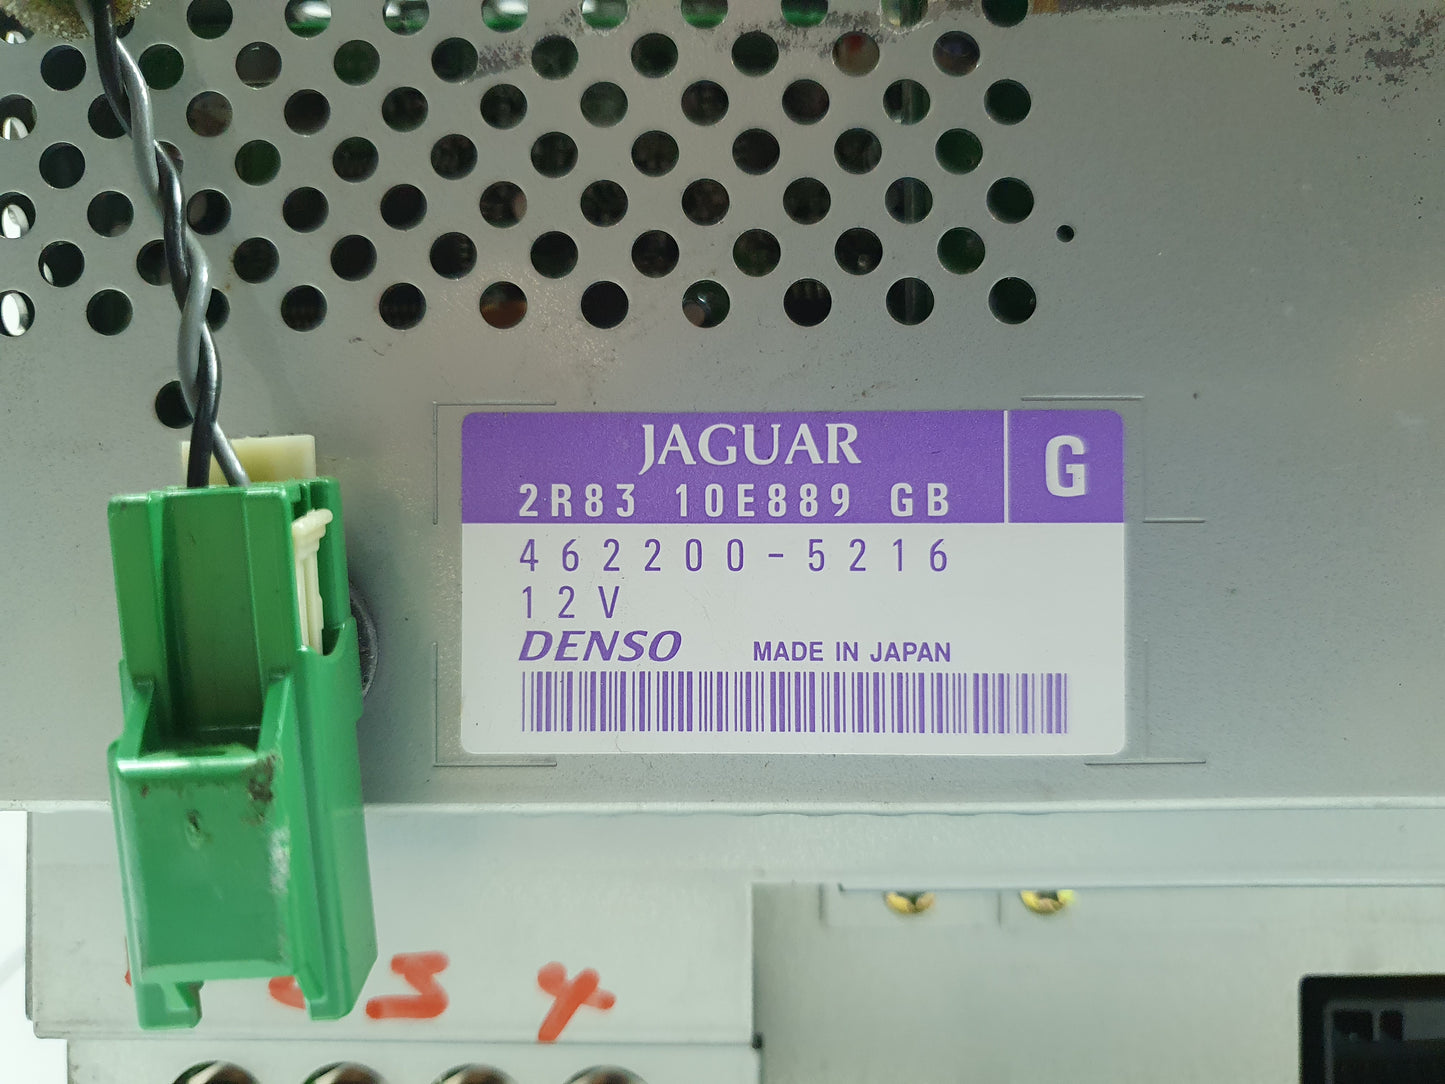 JAGUAR
G
2R83 10E889 GB
462200-5216
12V
DENSO
MADE IN JAPAN